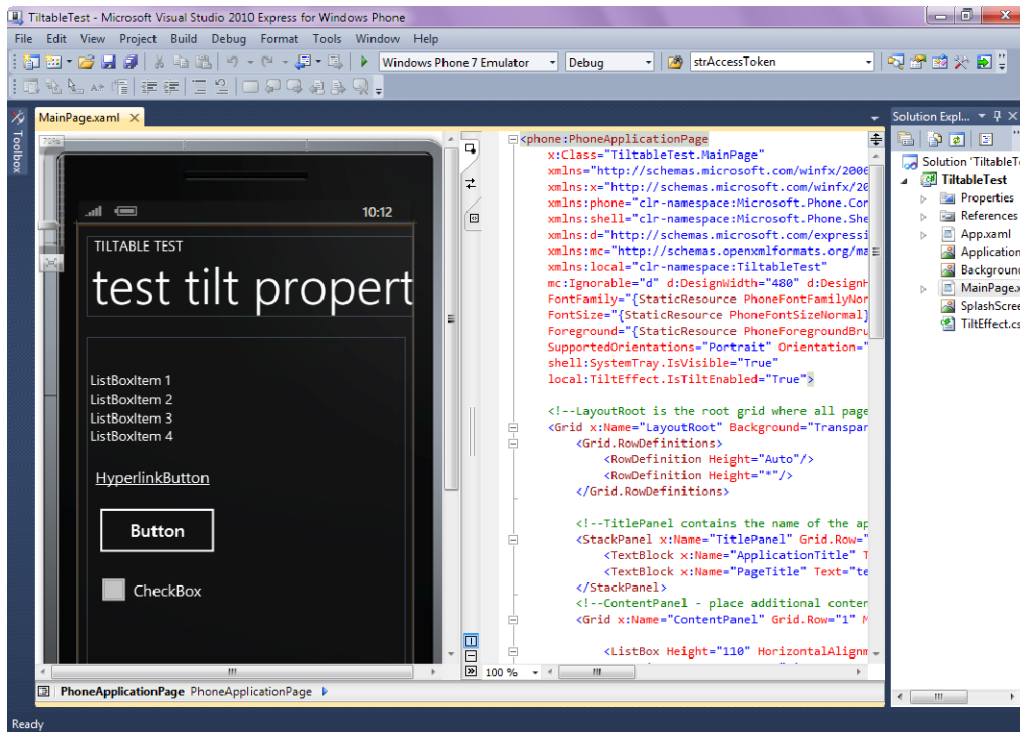 TiltableTest - Microsoft Visual Studio 2010 Express for Windows Phone
File Edit View Project Build Debug Format Tools Window Help
Windows Phone 7 Emulator Debug strAccessToken
Toolbox
MainPage.xaml
70%
10:12
TILTABLE TEST
test tilt propert
ListBoxItem 1
ListBoxItem 2
ListBoxItem 3
ListBoxItem 4
HyperlinkButton
Button
CheckBox
<phone:PhoneApplicationPage
x:Class="TiltableTest.MainPage"
xmlns="http://schemas.microsoft.com/winfx/2006
xmlns:x="http://schemas.microsoft.com/winfx/20
xmlns:phone="clr-namespace:Microsoft.Phone.Con
xmlns:shell="clr-namespace:Microsoft.Phone.She
xmlns:d="http://schemas.microsoft.com/expressi
xmlns:mc="http://schemas.openxmlformats.org/ma
xmlns:local="clr-namespace:TiltableTest"
mc:Ignorable="d" d:DesignWidth="480" d:DesignH
FontFamily="{StaticResource PhoneFontFamilyNor
FontSize="{StaticResource PhoneFontSizeNormal}
Foreground="{StaticResource PhoneForegroundBru
SupportedOrientations="Portrait" Orientation="
shell:SystemTray.IsVisible="True"
local:TiltEffect.IsTiltEnabled="True">
<!--LayoutRoot is the root grid where all page
<Grid x:Name="LayoutRoot" Background="Transpar
<Grid.RowDefinitions>
<RowDefinition Height="Auto"/>
<RowDefinition Height="*"/>
</Grid.RowDefinitions>
<!--TitlePanel contains the name of the ap
<StackPanel x:Name="TitlePanel" Grid.Row="
<TextBlock x:Name="ApplicationTitle" T
<TextBlock x:Name="PageTitle" Text="te
</StackPanel>
<!--ContentPanel - place additional conten
<Grid x:Name="ContentPanel" Grid.Row="1" M
<ListBox Height="110" HorizontalAlignm
100 %
PhoneApplicationPage PhoneApplicationPage
Solution Expl...
Solution 'TiltableTe
TiltableTest
Properties
References
App.xaml
Application
Background
MainPage.x
SplashScree
TiltEffect.cs
Ready